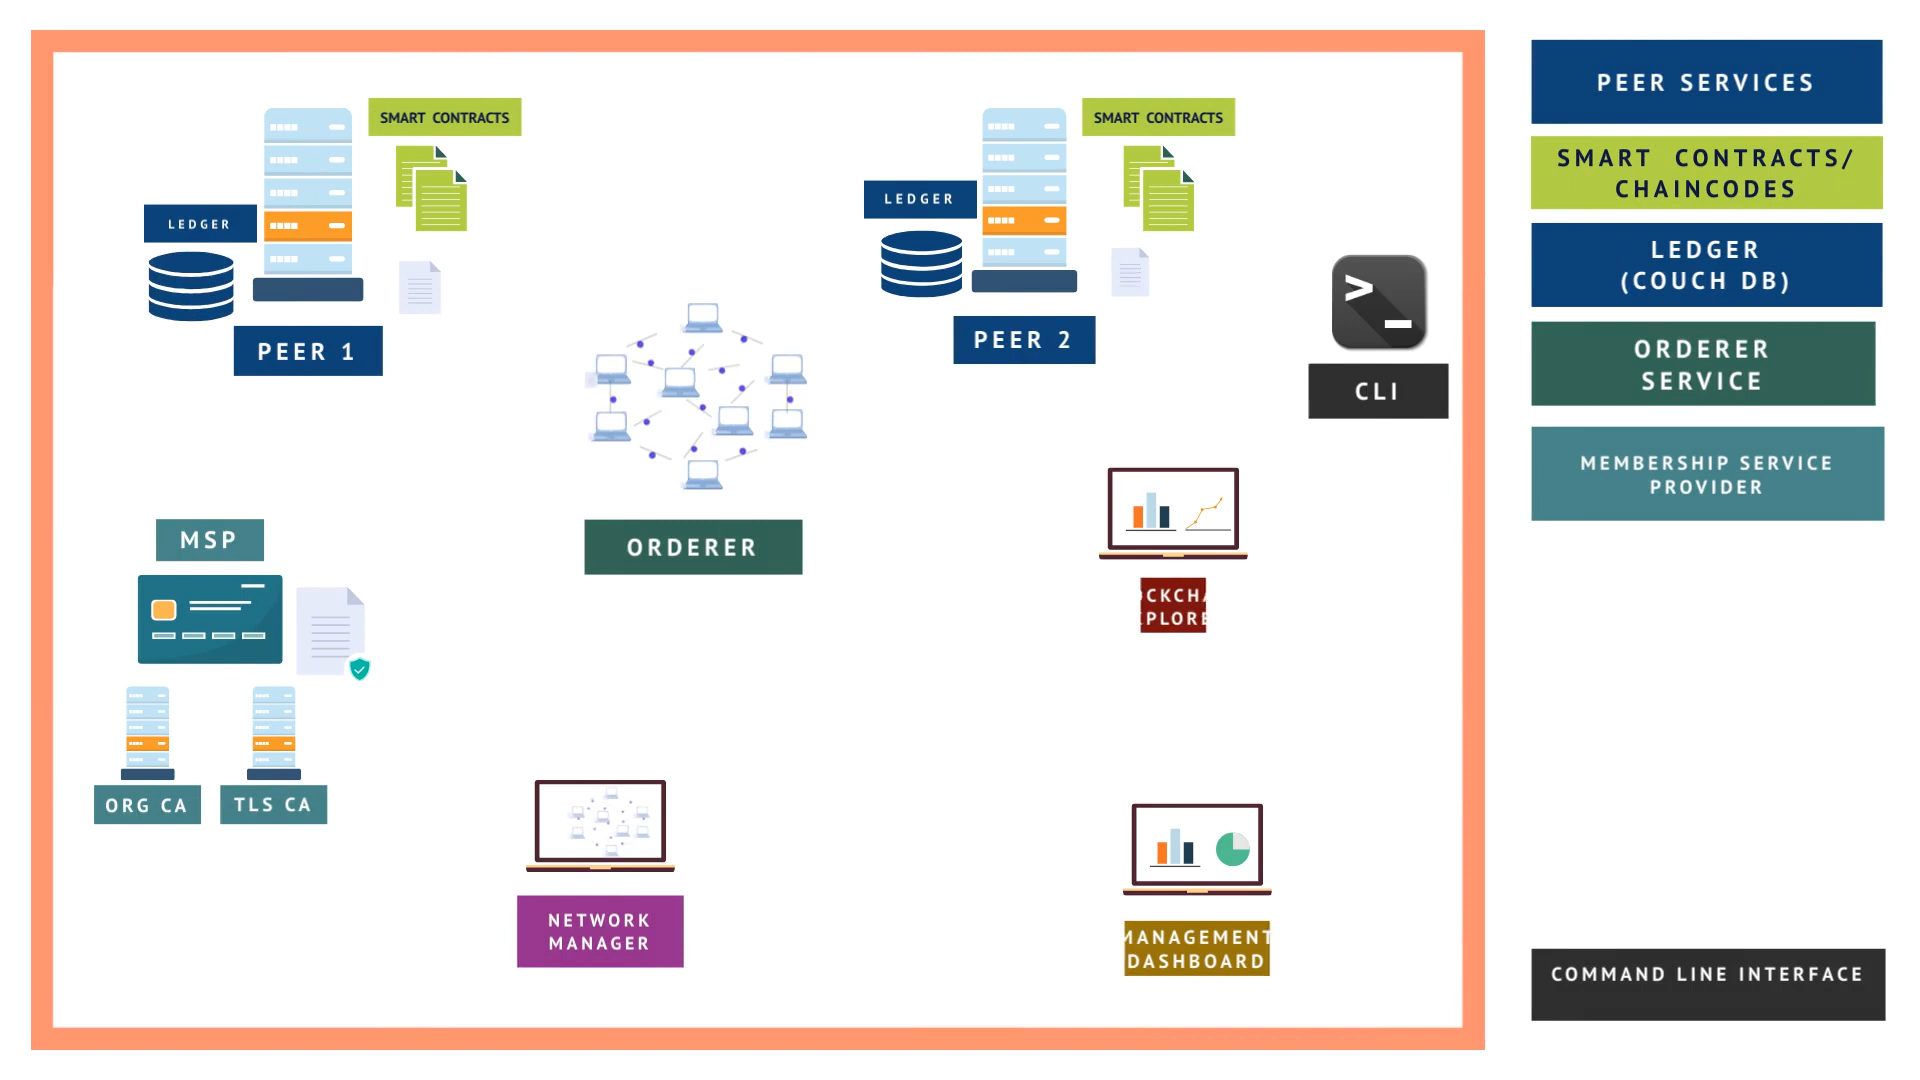 SMART CONTRACTS
LEDGER
PEER 1
SMART CONTRACTS
LEDGER
PEER 2
CLI
MSP
ORG CA
TLS CA
ORDERER
NETWORK
MANAGER
MANAGEMENT
DASHBOARD
PEER SERVICES
SMART CONTRACTS/
CHAINCODES
LEDGER
(COUCH DB)
ORDERER
SERVICE
MEMBERSHIP SERVICE
PROVIDER
COMMAND LINE INTERFACE